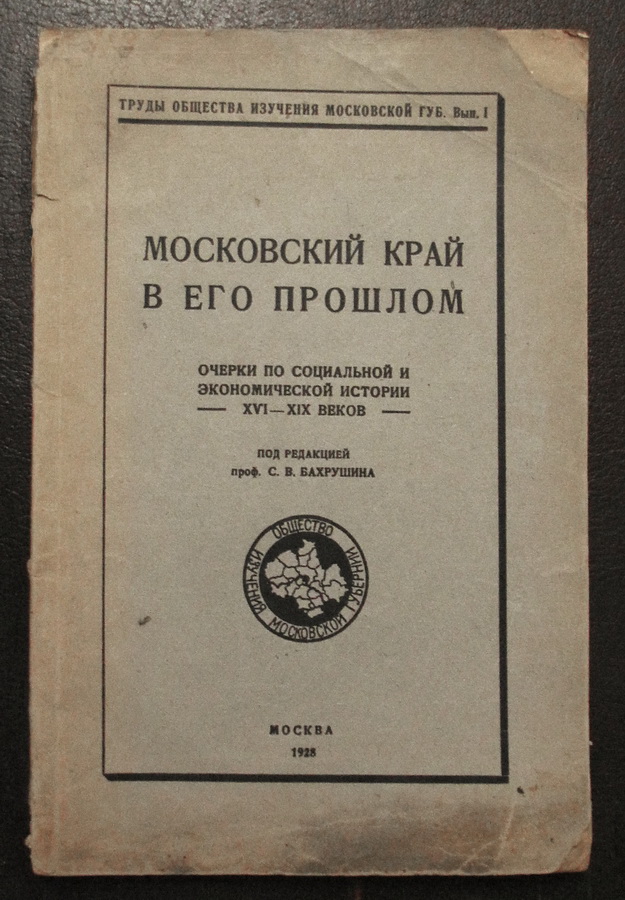 ТРУДЫ ОБЩЕСТВА ИЗУЧЕНИЯ МОСКОВСКОЙ ГУБ. Вып. I
МОСКОВСКИЙ КРАЙ
В ЕГО ПРОШЛОМ
ОЧЕРКИ ПО СОЦИАЛЬНОЙ И
ЭКОНОМИЧЕСКОЙ ИСТОРИИ
— XVI—XIX ВЕКОВ —
ПОД РЕДАКЦИЕЙ
проф. С. В. БАХРУШИНА
ОБЩЕСТВО
ИЗУЧЕНИЯ
МОСКОВСКОЙ ГУБЕРНИИ
МОСКВА
1928